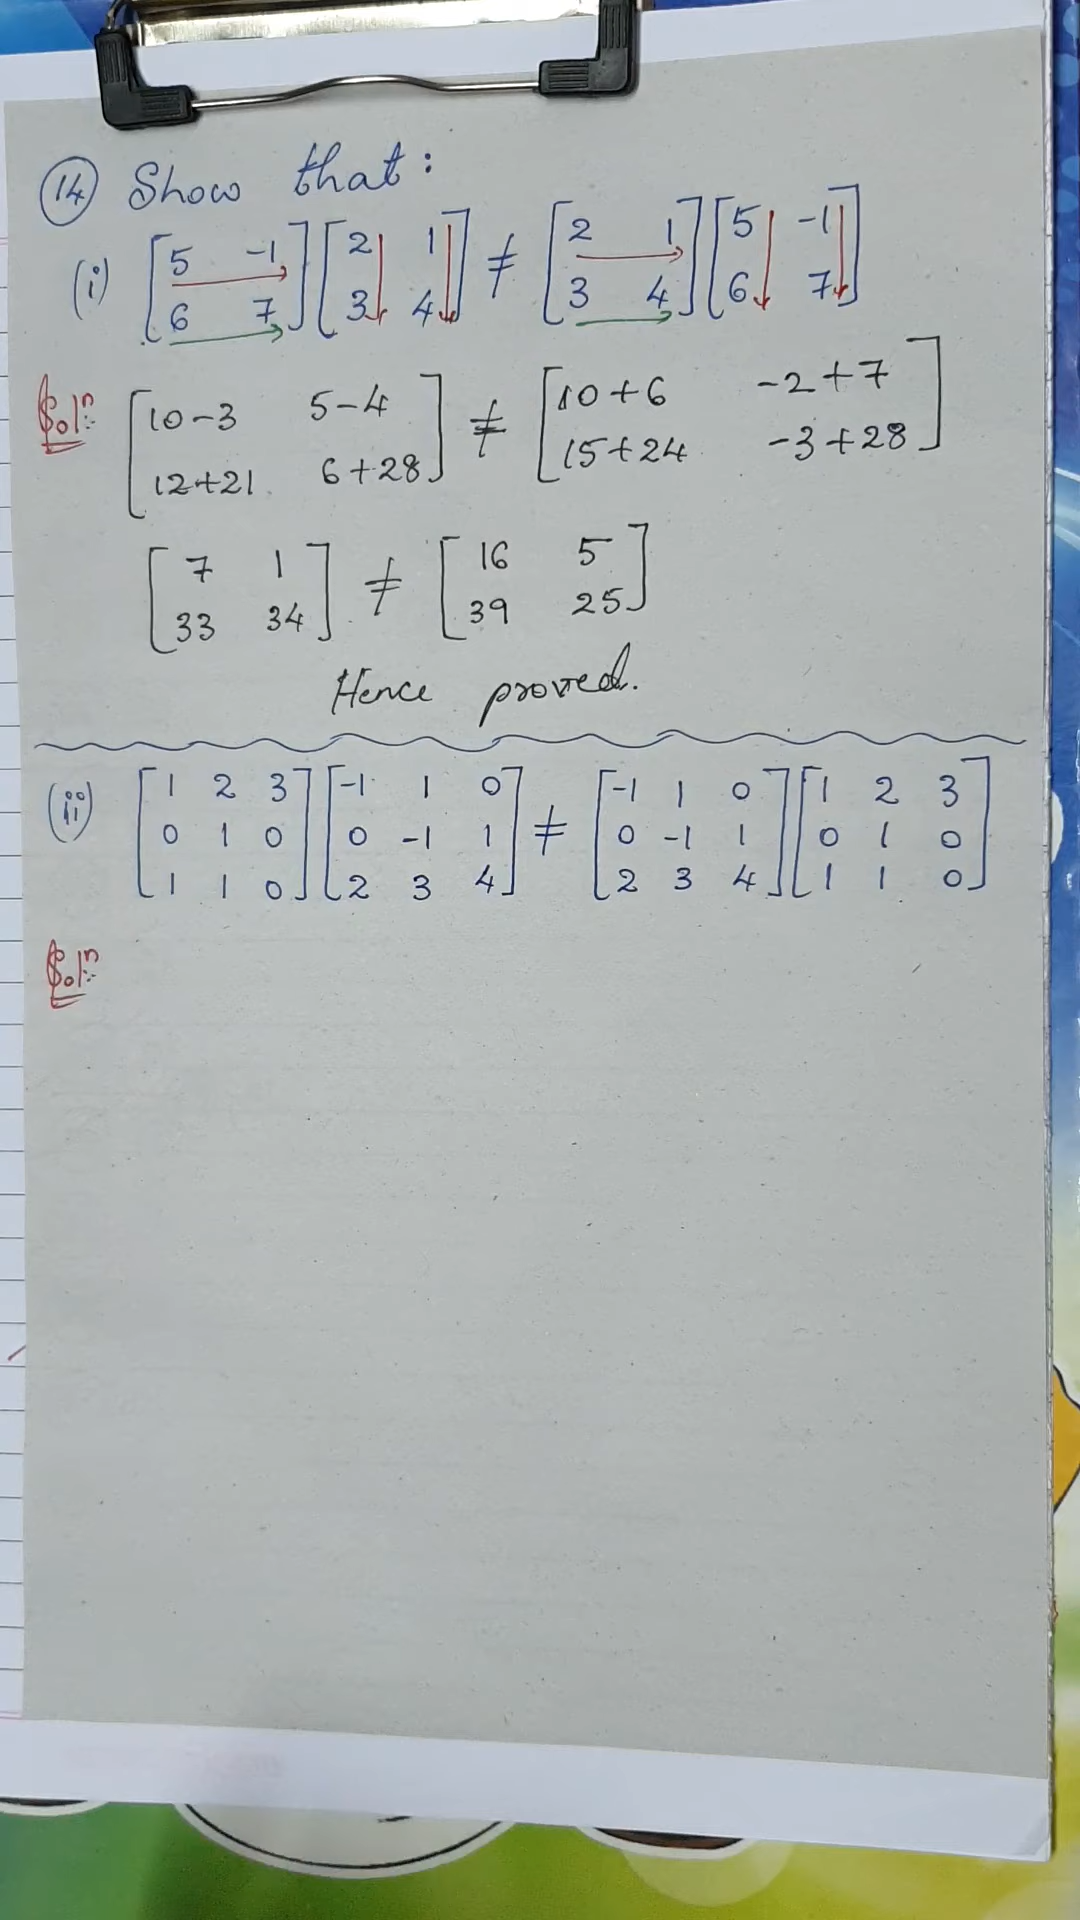 14 Show that:
(i) [5 -1 6 7] [2 1 3 4] ≠ [2 1 3 4] [5 -1 6 7]
Solⁿ: [10-3 5-4 12+21 6+28] ≠ [10+6 -2+7 15+24 -3+28]
[7 1 33 34] ≠ [16 5 39 25]
Hence proved.
(ii) [1 2 3 0 1 0 1 1 0] [-1 1 0 0 -1 1 2 3 4] ≠ [-1 1 0 0 -1 1 2 3 4] [1 2 3 0 1 0 1 1 0]
Solⁿ: